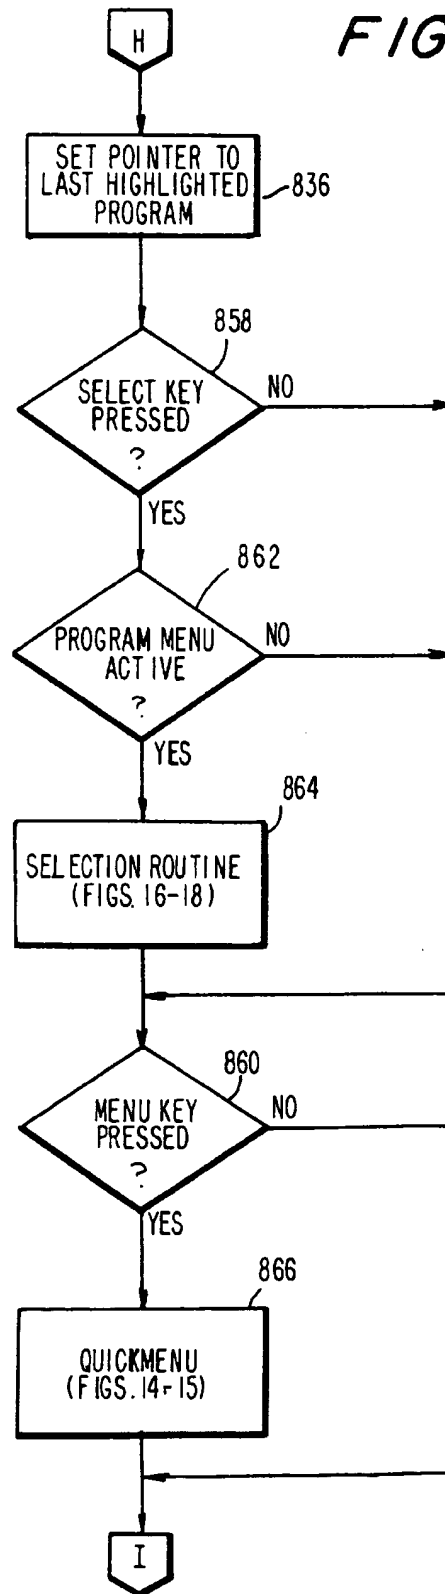 FIG
H
SET POINTER TO
LAST HIGHLIGHTED
PROGRAM
836
858
SELECT KEY
PRESSED
?
NO
YES
862
PROGRAM MENU
ACTIVE
?
NO
YES
864
SELECTION ROUTINE
(FIGS. 16-18)
860
MENU KEY
PRESSED
?
NO
YES
866
QUICKMENU
(FIGS. 14-15)
I